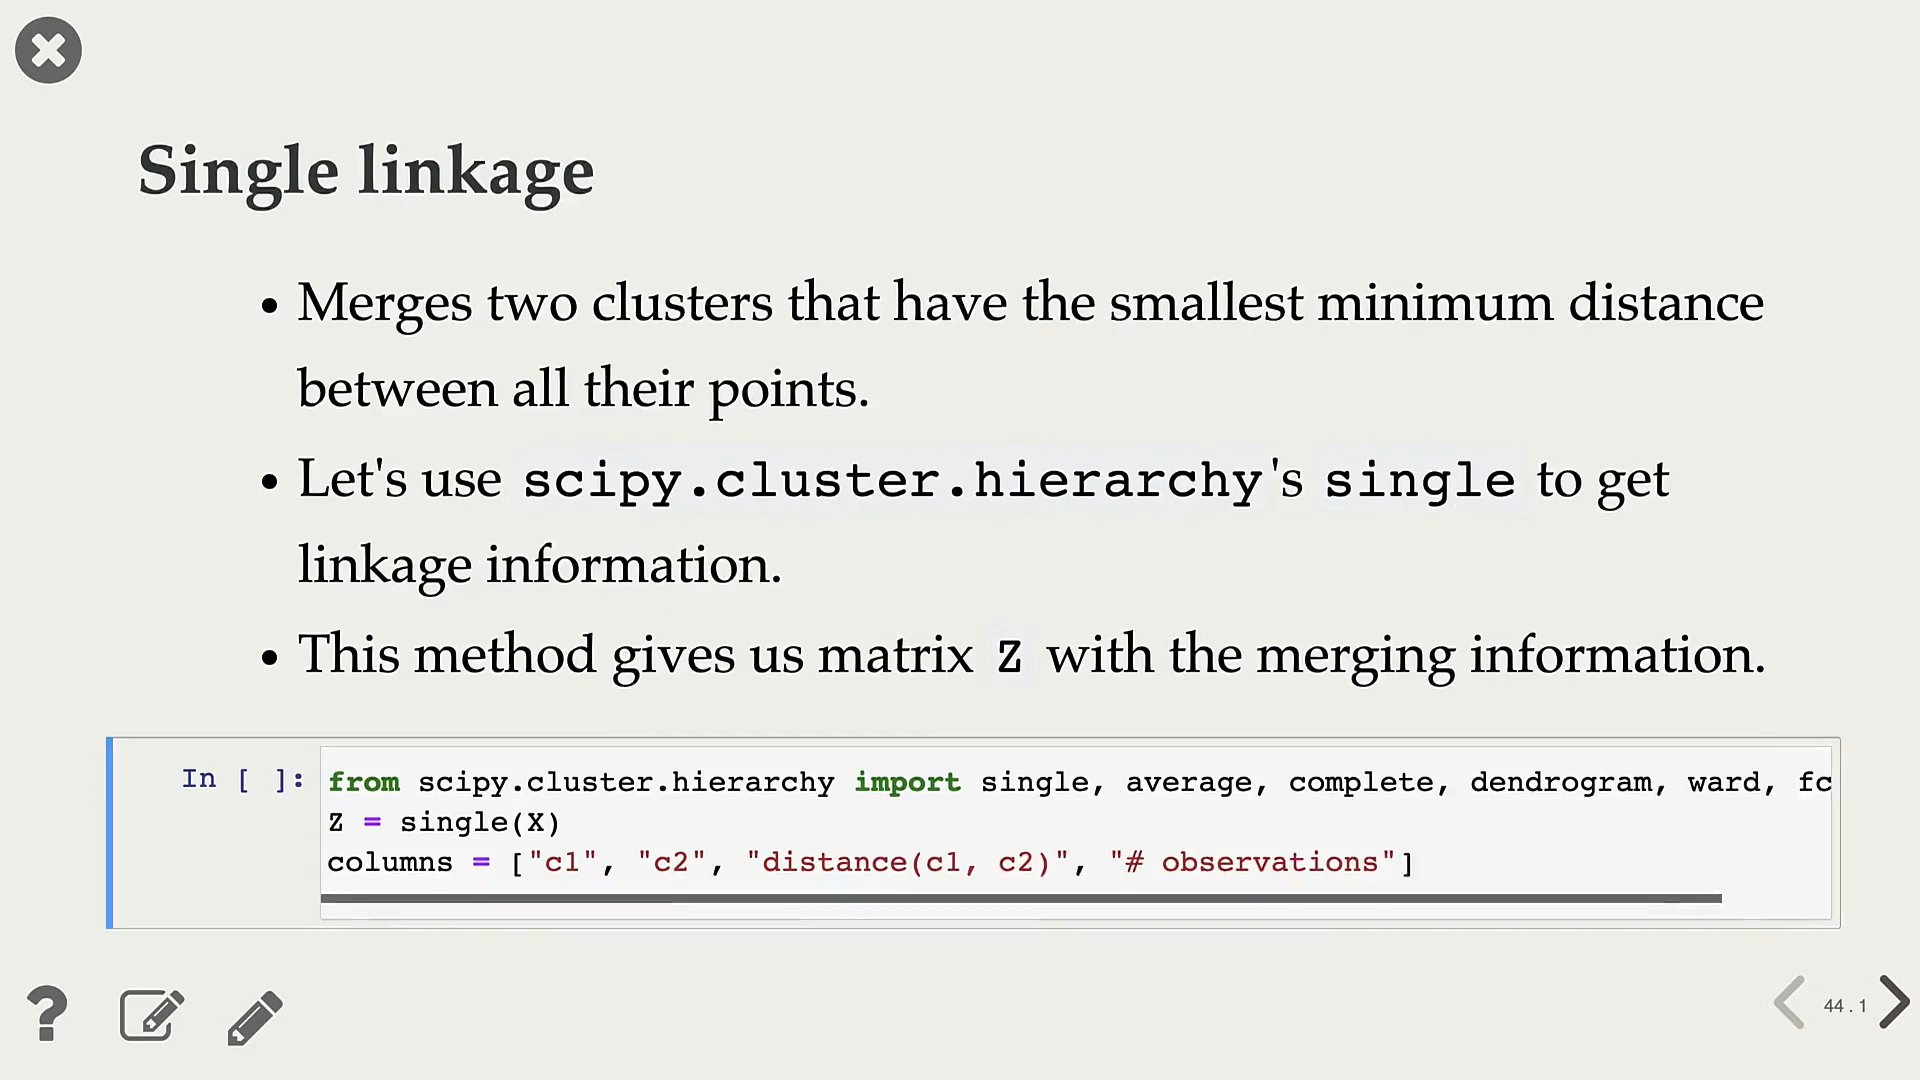 Single linkage
• Merges two clusters that have the smallest minimum distance
between all their points.
• Let's use scipy.cluster.hierarchy's single to get
linkage information.
• This method gives us matrix Z with the merging information.
In [ ]: from scipy.cluster.hierarchy import single, average, complete, dendrogram, ward, fc
Z = single(X)
columns = ["c1", "c2", "distance(c1, c2)", "# observations"]
44.1